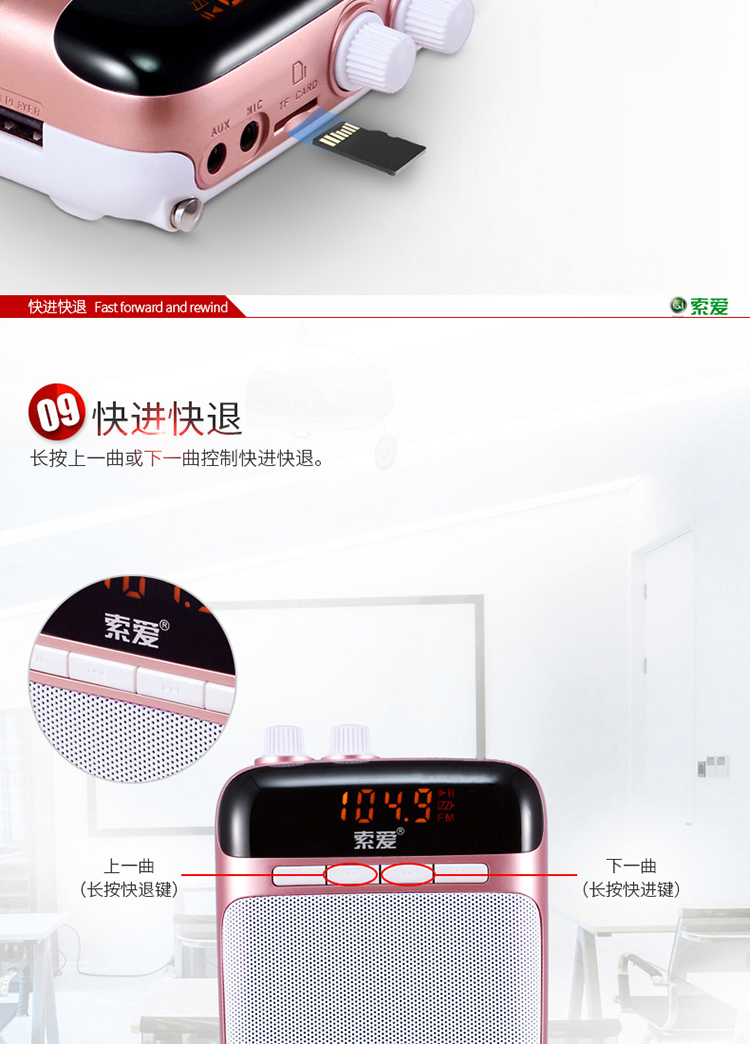 PLAYER
AUX
MIC
TF CARD
快进快退 Fast forward and rewind
索爱
09 快进快退
长按上一曲或下一曲控制快进快退。
索爱®
104.9
FM
索爱®
上一曲
(长按快退键)
下一曲
(长按快进键)